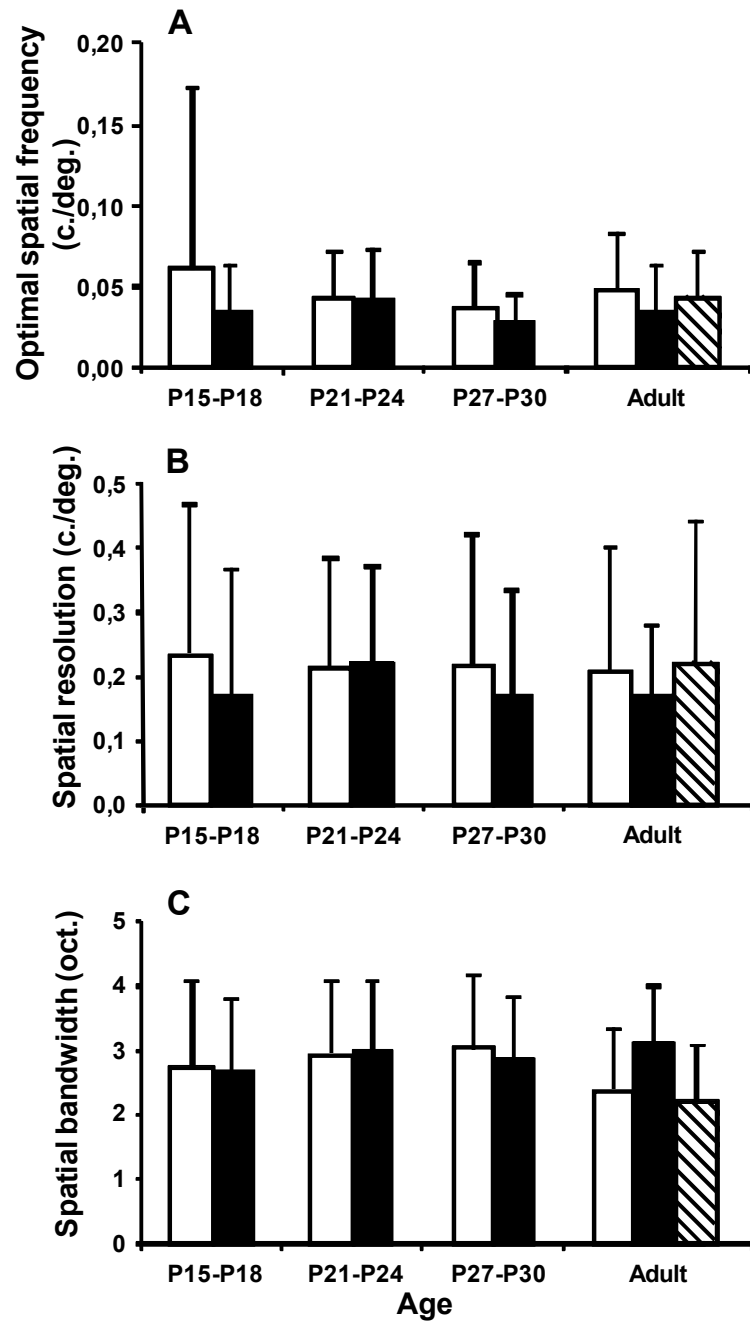 A
Optimal spatial frequency
(c./deg.)
0,20
0,15
0,10
0,05
0,00
P15-P18 P21-P24 P27-P30 Adult
B
Spatial resolution (c./deg.)
0,5
0,4
0,3
0,2
0,1
0,0
P15-P18 P21-P24 P27-P30 Adult
C
Spatial bandwidth (oct.)
5
4
3
2
1
0
P15-P18 P21-P24 P27-P30 Adult
Age